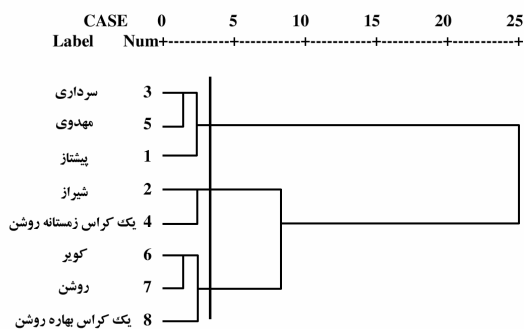 CASE 0 5 10 15 20 25
Label Num+---------+---------+---------+---------+---------+
سرداری 3
مهدوی 5
پیشتاز 1
شیراز 2
یک کراس زمستانه روشن 4
کویر 6
روشن 7
یک کراس بهاره روشن 8